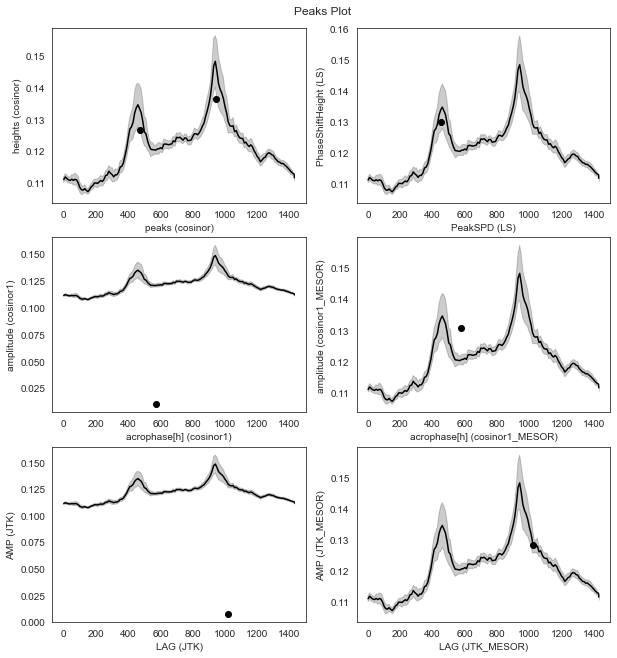 Peaks Plot
heights (cosinor)
0.15
0.14
0.13
0.12
0.11
0 200 400 600 800 1000 1200 1400
peaks (cosinor)
PhaseShiftHeight (LS)
0.16
0.15
0.14
0.13
0.12
0.11
0 200 400 600 800 1000 1200 1400
PeakSPD (LS)
amplitude (cosinor1)
0.150
0.125
0.100
0.075
0.050
0.025
0 200 400 600 800 1000 1200 1400
acrophase[h] (cosinor1)
amplitude (cosinor1_MESOR)
0.15
0.14
0.13
0.12
0.11
0 200 400 600 800 1000 1200 1400
acrophase[h] (cosinor1_MESOR)
AMP (JTK)
0.150
0.125
0.100
0.075
0.050
0.025
0.000
0 200 400 600 800 1000 1200 1400
LAG (JTK)
AMP (JTK_MESOR)
0.15
0.14
0.13
0.12
0.11
0 200 400 600 800 1000 1200 1400
LAG (JTK_MESOR)